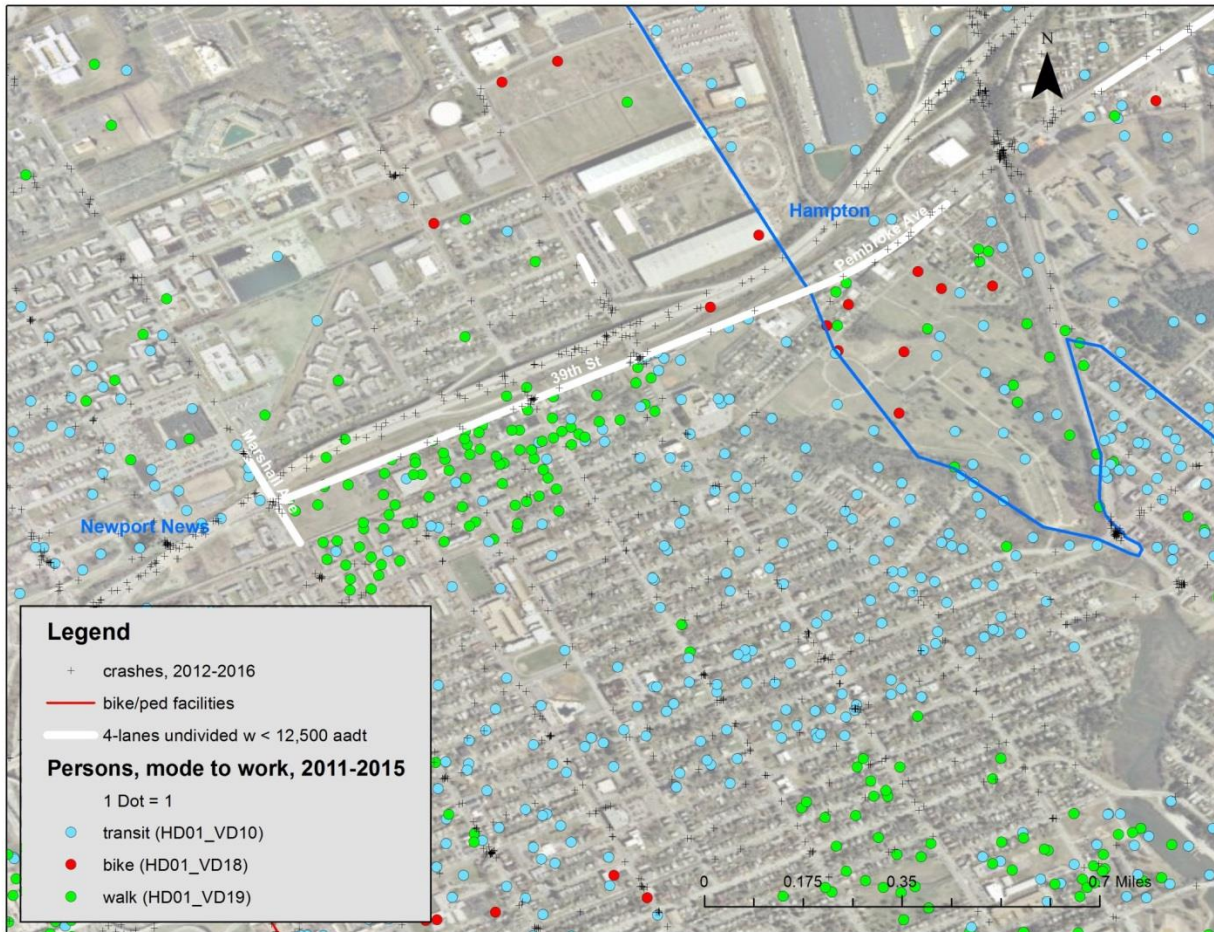 N
Hampton
Pembroke Ave
39th St
Marshall Ave
Newport News
Legend
crashes, 2012-2016
bike/ped facilities
4-lanes undivided w < 12,500 aadt
Persons, mode to work, 2011-2015
1 Dot = 1
transit (HD01_VD10)
bike (HD01_VD18)
walk (HD01_VD19)
0 0.175 0.35 0.7 Miles